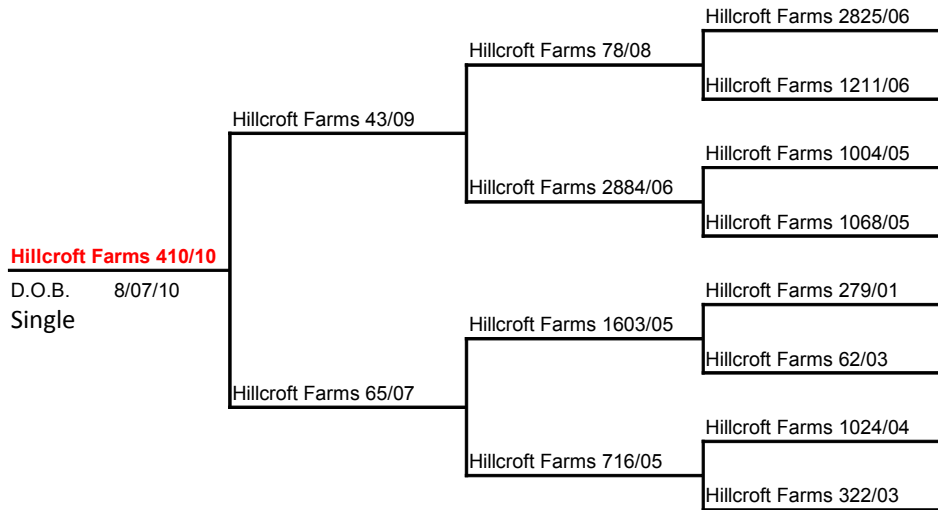 Hillcroft Farms 2825/06
Hillcroft Farms 78/08
Hillcroft Farms 1211/06
Hillcroft Farms 43/09
Hillcroft Farms 1004/05
Hillcroft Farms 2884/06
Hillcroft Farms 1068/05
Hillcroft Farms 410/10
D.O.B. 8/07/10
Single
Hillcroft Farms 279/01
Hillcroft Farms 1603/05
Hillcroft Farms 62/03
Hillcroft Farms 65/07
Hillcroft Farms 1024/04
Hillcroft Farms 716/05
Hillcroft Farms 322/03